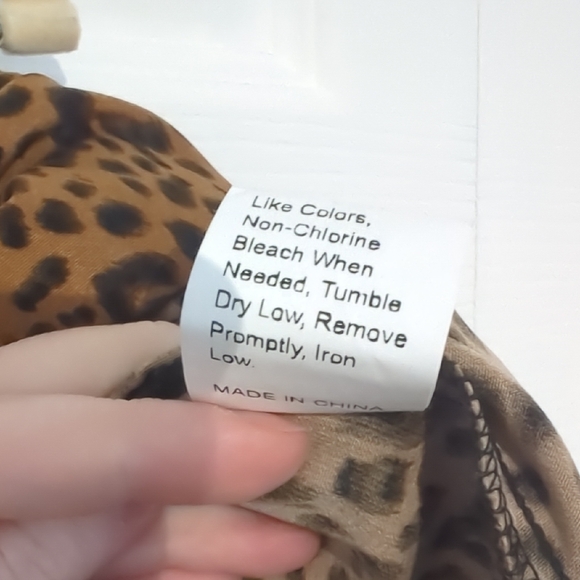 Like Colors,
Non-Chlorine
Bleach When
Needed, Tumble
Dry Low, Remove
Promptly, Iron
Low.
MADE IN CHINA